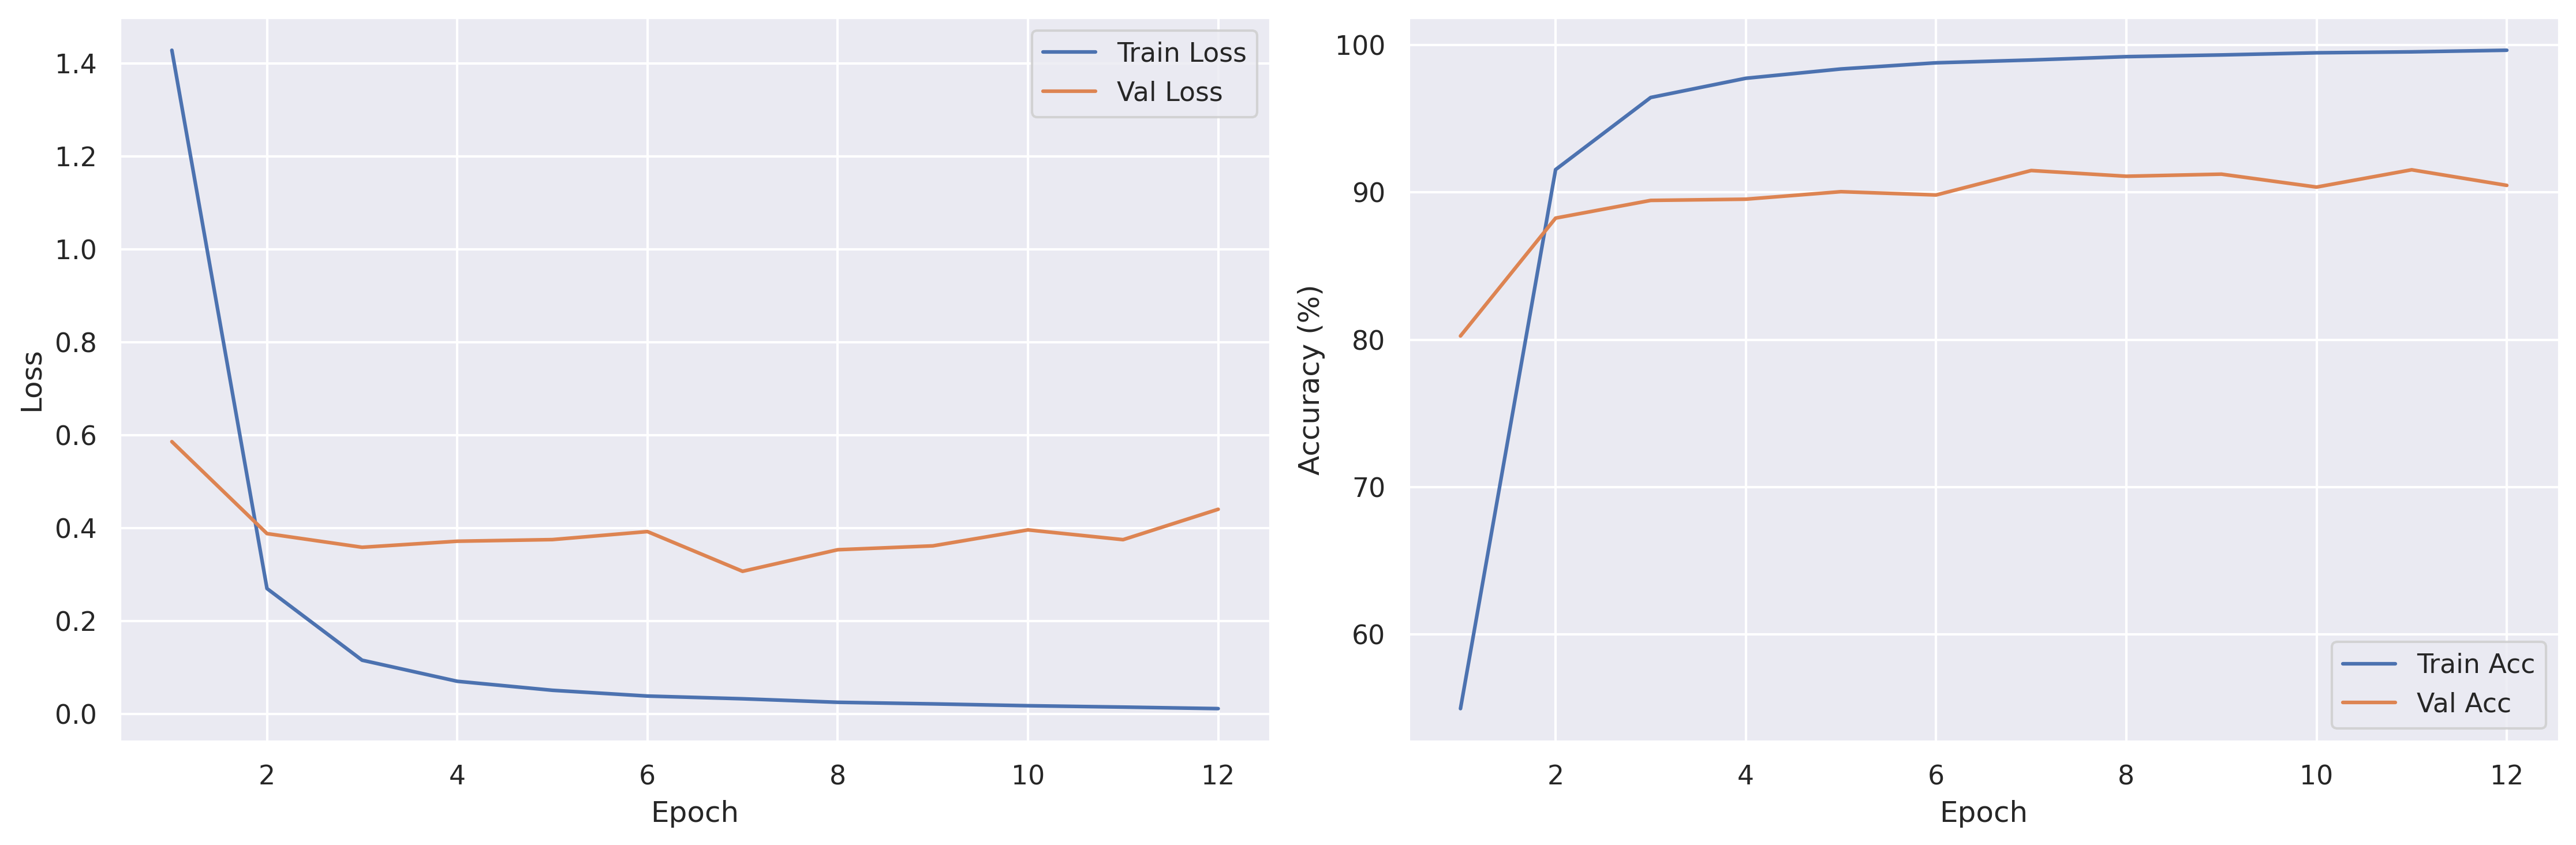 Loss
1.4
1.2
1.0
0.8
0.6
0.4
0.2
0.0
Train Loss
Val Loss
2 4 6 8 10 12
Epoch
Accuracy (%)
100
90
80
70
60
Train Acc
Val Acc
2 4 6 8 10 12
Epoch